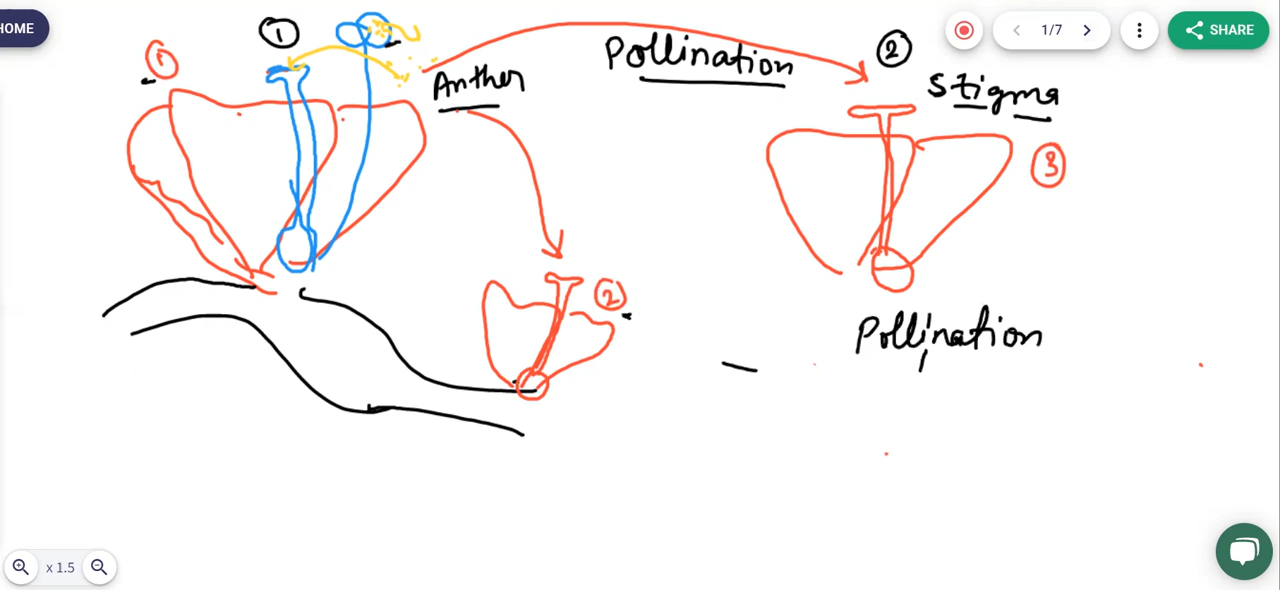 HOME
1/7
SHARE
①
①
Pollination
②
Anther
Stigma
③
②
Pollination
x 1.5